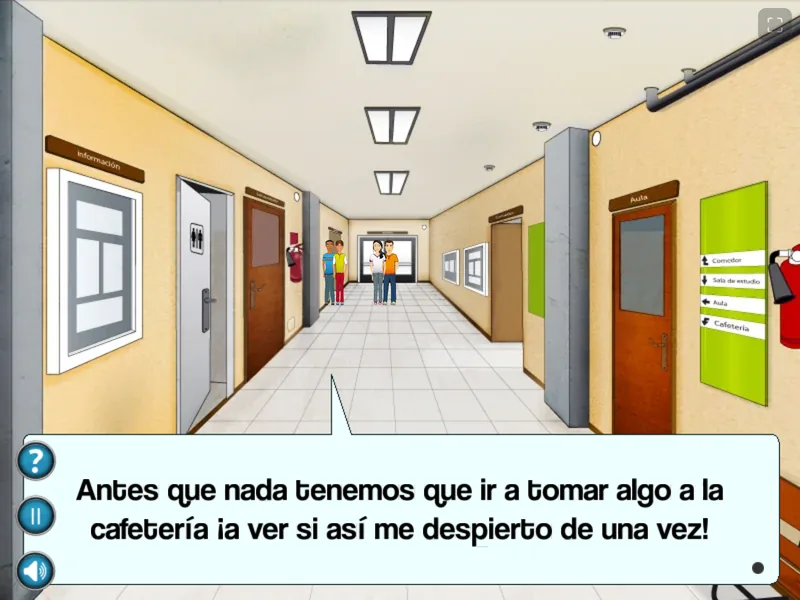 Información
Aula
Comedor
Sala de estudio
Aula
Cafetería
Antes que nada tenemos que ir a tomar algo a la
cafetería ¡a ver si así me despierto de una vez!
?